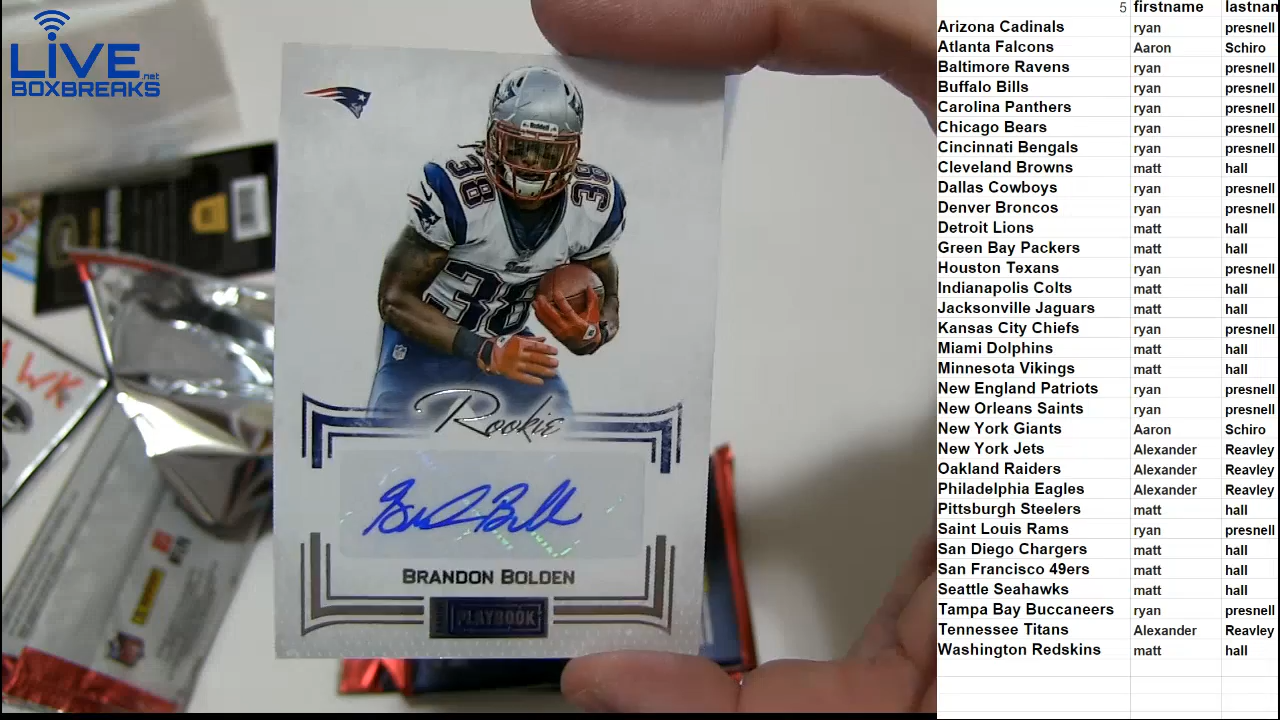 LIVE
.net
BOXBREAKS
Riddell
38
38
38
Rookie
BRANDON BOLDEN
PLAYBOOK
5 firstname lastnan
Arizona Cadinals ryan presnell
Atlanta Falcons Aaron Schiro
Baltimore Ravens ryan presnell
Buffalo Bills ryan presnell
Carolina Panthers ryan presnell
Chicago Bears ryan presnell
Cincinnati Bengals ryan presnell
Cleveland Browns matt hall
Dallas Cowboys ryan presnell
Denver Broncos ryan presnell
Detroit Lions matt hall
Green Bay Packers matt hall
Houston Texans ryan presnell
Indianapolis Colts matt hall
Jacksonville Jaguars matt hall
Kansas City Chiefs ryan presnell
Miami Dolphins matt hall
Minnesota Vikings matt hall
New England Patriots ryan presnell
New Orleans Saints ryan presnell
New York Giants Aaron Schiro
New York Jets Alexander Reavley
Oakland Raiders Alexander Reavley
Philadelphia Eagles Alexander Reavley
Pittsburgh Steelers matt hall
Saint Louis Rams ryan presnell
San Diego Chargers matt hall
San Francisco 49ers matt hall
Seattle Seahawks matt hall
Tampa Bay Buccaneers ryan presnell
Tennessee Titans Alexander Reavley
Washington Redskins matt hall